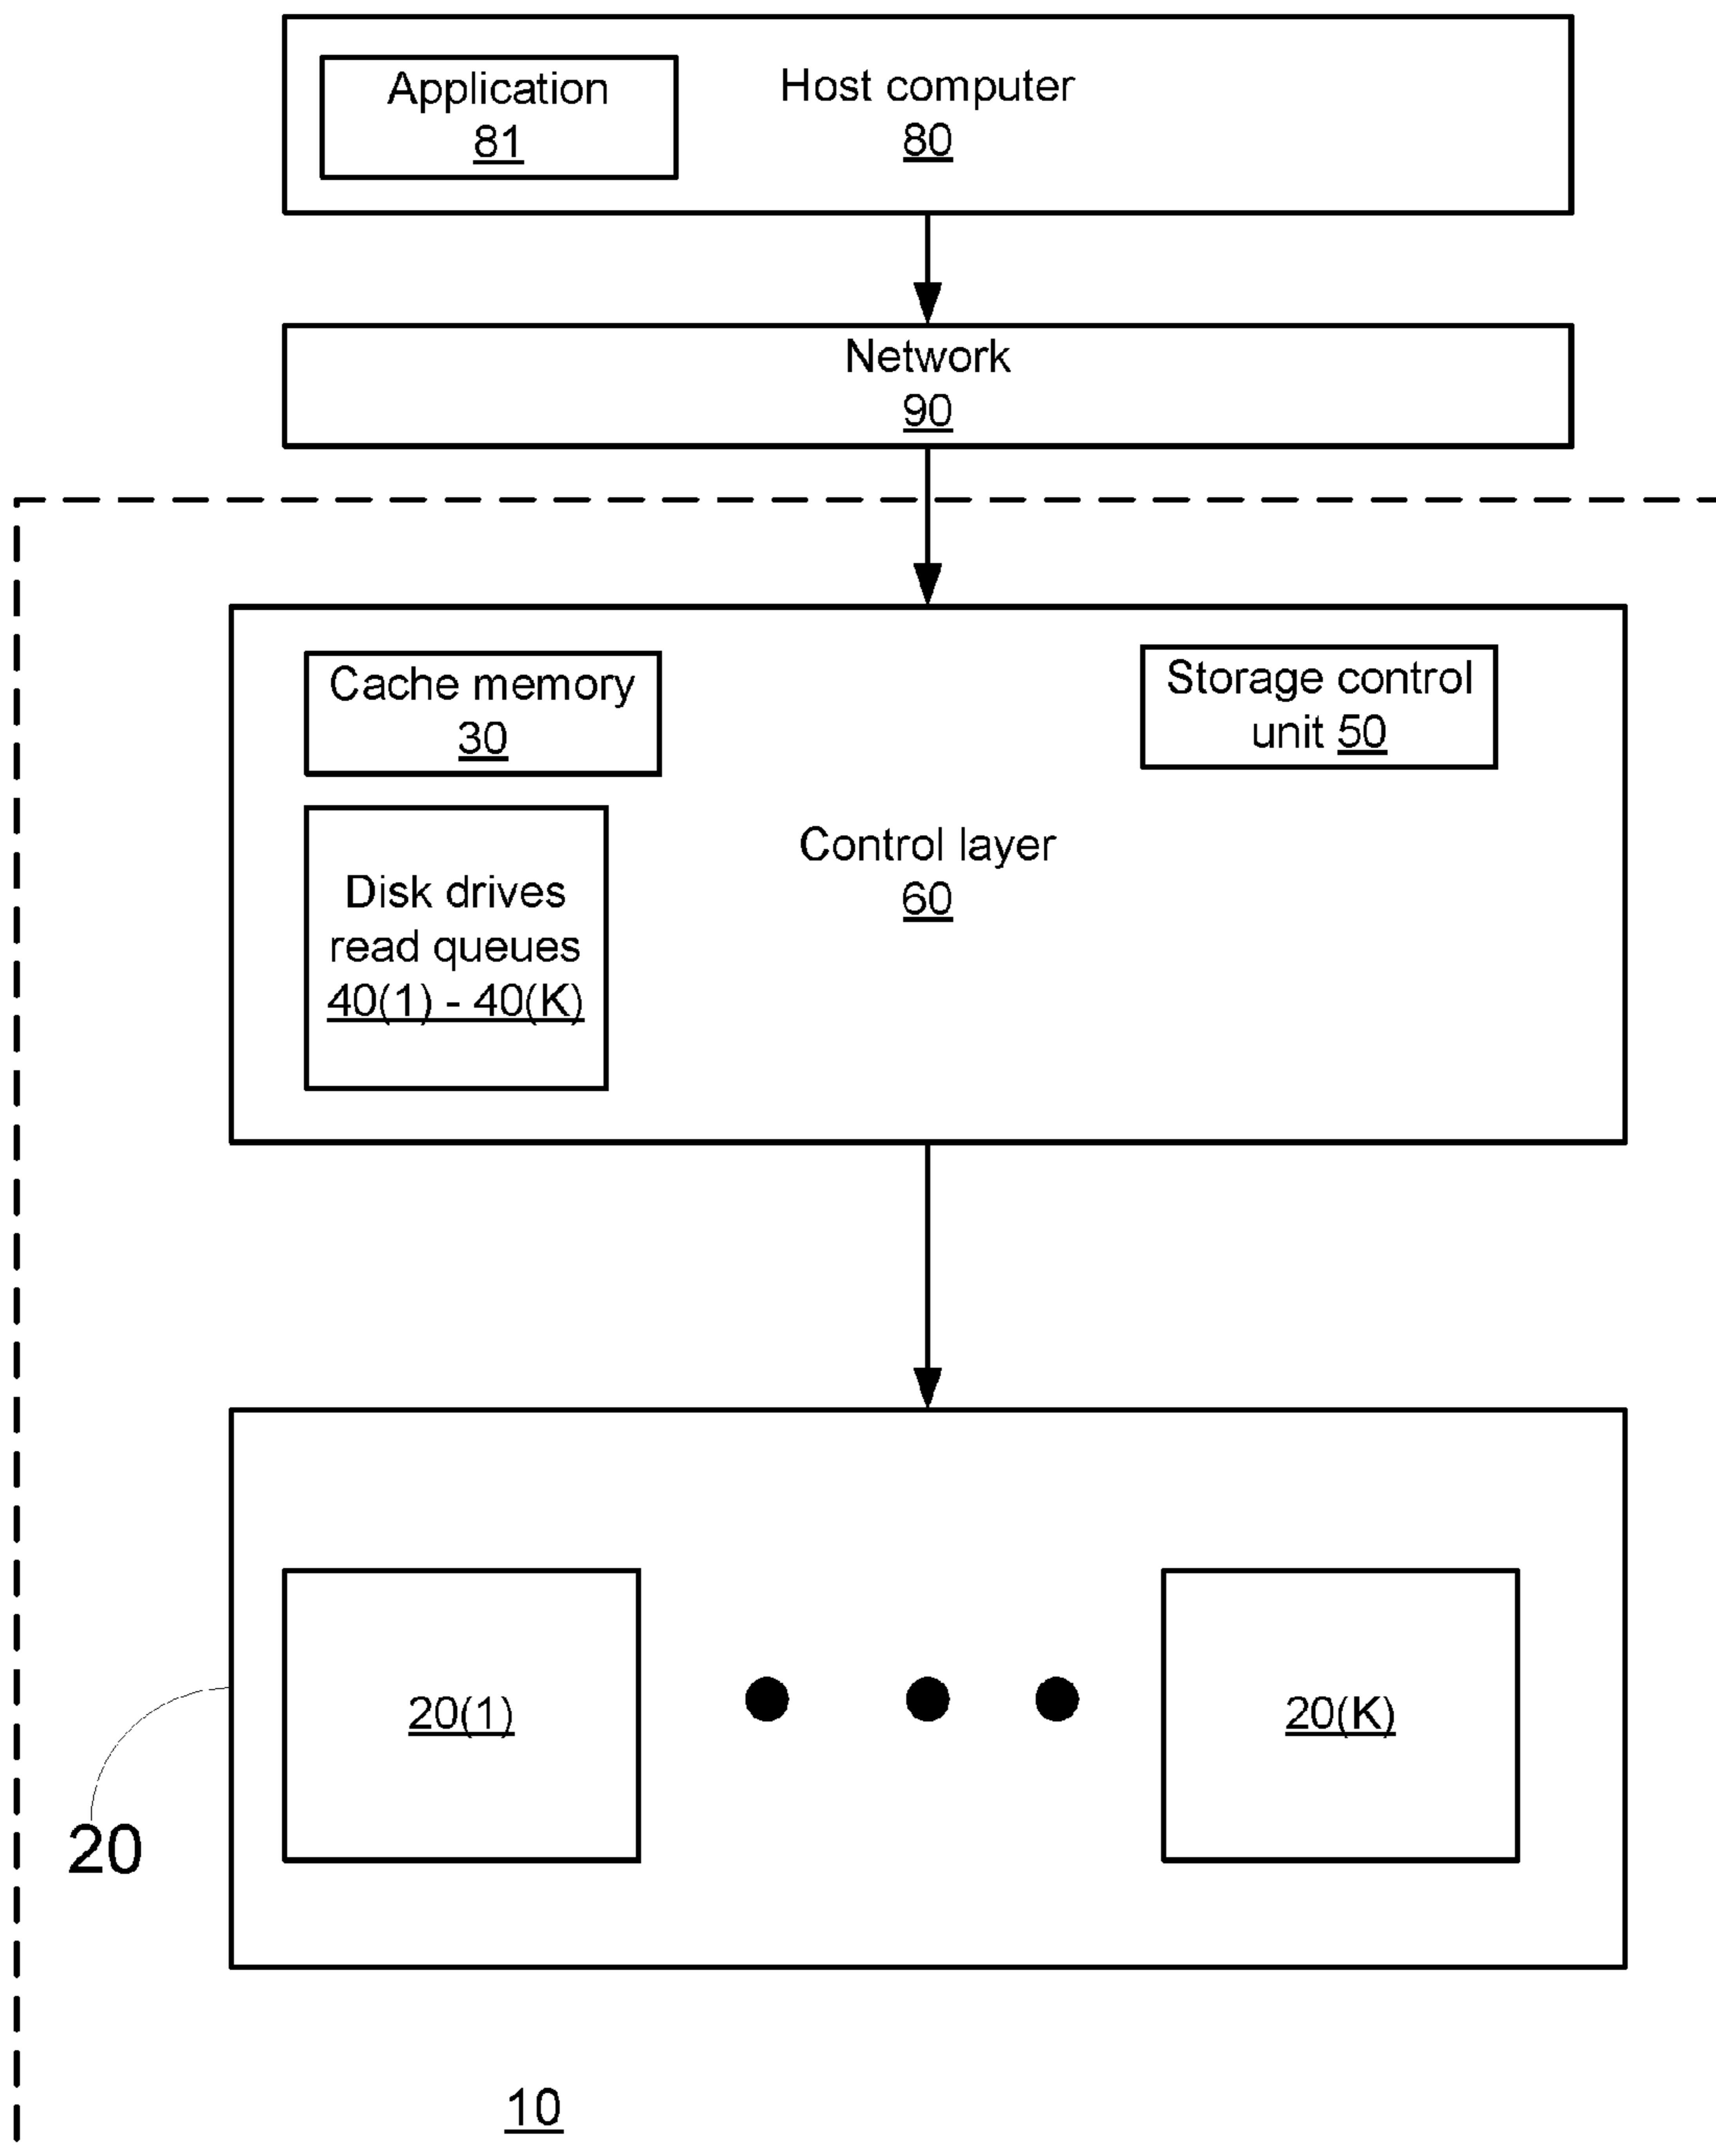 Application
81
Host computer
80
Network
90
Cache memory
30
Storage control
unit 50
Disk drives
read queues
40(1) - 40(K)
Control layer
60
20(1)
20(K)
20
10